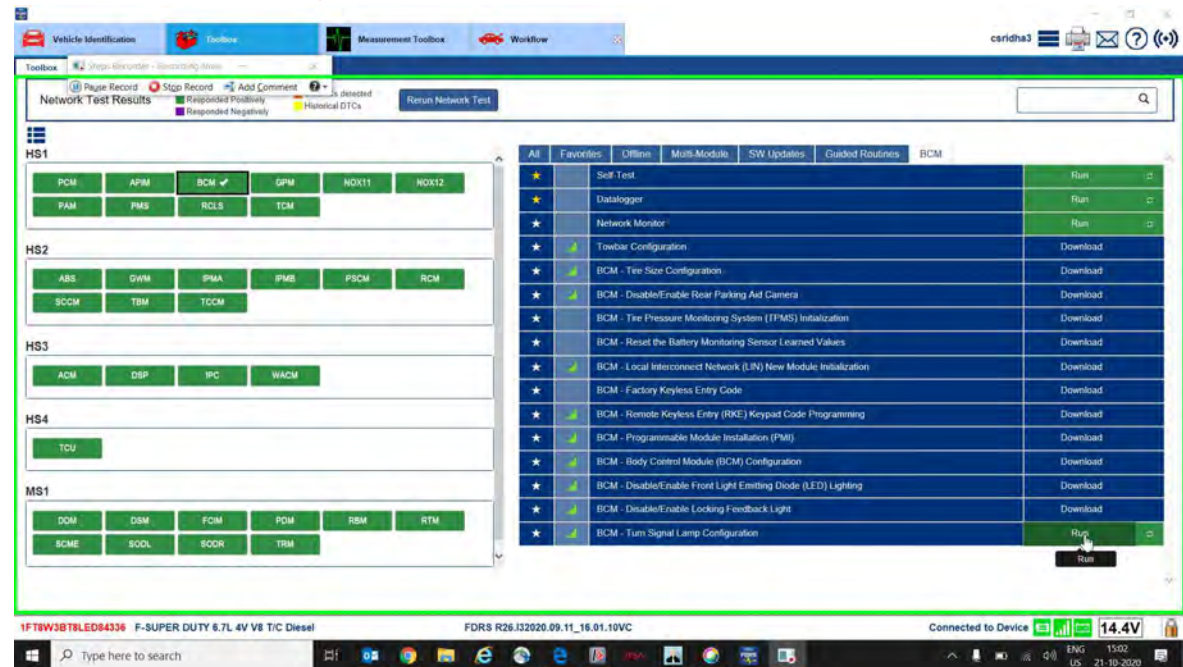 Vehicle Identification
Toolbox
Measurement Toolbox
Workflow
csridha3
Toolbox
Steps Recorder - Recording Now
Pause Record Stop Record Add Comment
Network Test Results
Responded Positively
Responded Negatively
s detected
Historical DTCs
Rerun Network Test
HS1
PCM APIM BCM GPM NOX11 NOX12
PAM PMS RCLS TCM
HS2
ABS GWM IPMA IPMB PSCM RCM
SCCM TBM TCCM
HS3
ACM DSP IPC WACM
HS4
TCU
MS1
DDM DSM FCIM PDM RBM RTM
SCME SODL SODR TRM
All Favorites Offline Multi-Module SW Updates Guided Routines BCM
Self-Test Run
Datalogger Run
Network Monitor Run
Towbar Configuration Download
BCM - Tire Size Configuration Download
BCM - Disable/Enable Rear Parking Aid Camera Download
BCM - Tire Pressure Monitoring System (TPMS) Initialization Download
BCM - Reset the Battery Monitoring Sensor Learned Values Download
BCM - Local Interconnect Network (LIN) New Module Initialization Download
BCM - Factory Keyless Entry Code Download
BCM - Remote Keyless Entry (RKE) Keypad Code Programming Download
BCM - Programmable Module Installation (PMI) Download
BCM - Body Control Module (BCM) Configuration Download
BCM - Disable/Enable Front Light Emitting Diode (LED) Lighting Download
BCM - Disable/Enable Locking Feedback Light Download
BCM - Turn Signal Lamp Configuration Run
Run
1FT8W3BT8LED84336 F-SUPER DUTY 6.7L 4V V8 T/C Diesel
FDRS R26.I32020.09.11_16.01.10VC
Connected to Device 14.4V
Type here to search
ENG 15:02
US 21-10-2020